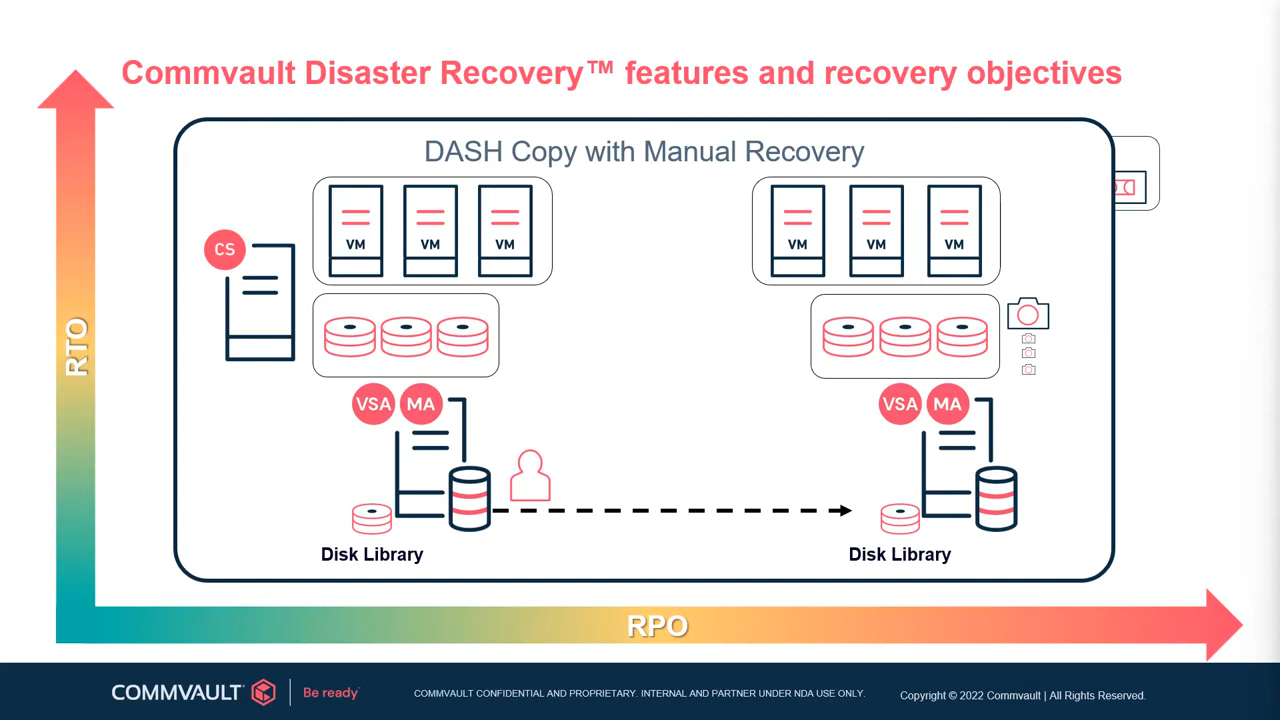 Commvault Disaster Recovery™ features and recovery objectives
DASH Copy with Manual Recovery
VM VM VM
VM VM VM
CS
RTO
VSA MA
VSA MA
Disk Library
Disk Library
RPO
COMMVAULT
Be ready
COMMVAULT CONFIDENTIAL AND PROPRIETARY. INTERNAL AND PARTNER UNDER NDA USE ONLY.
Copyright © 2022 Commvault | All Rights Reserved.